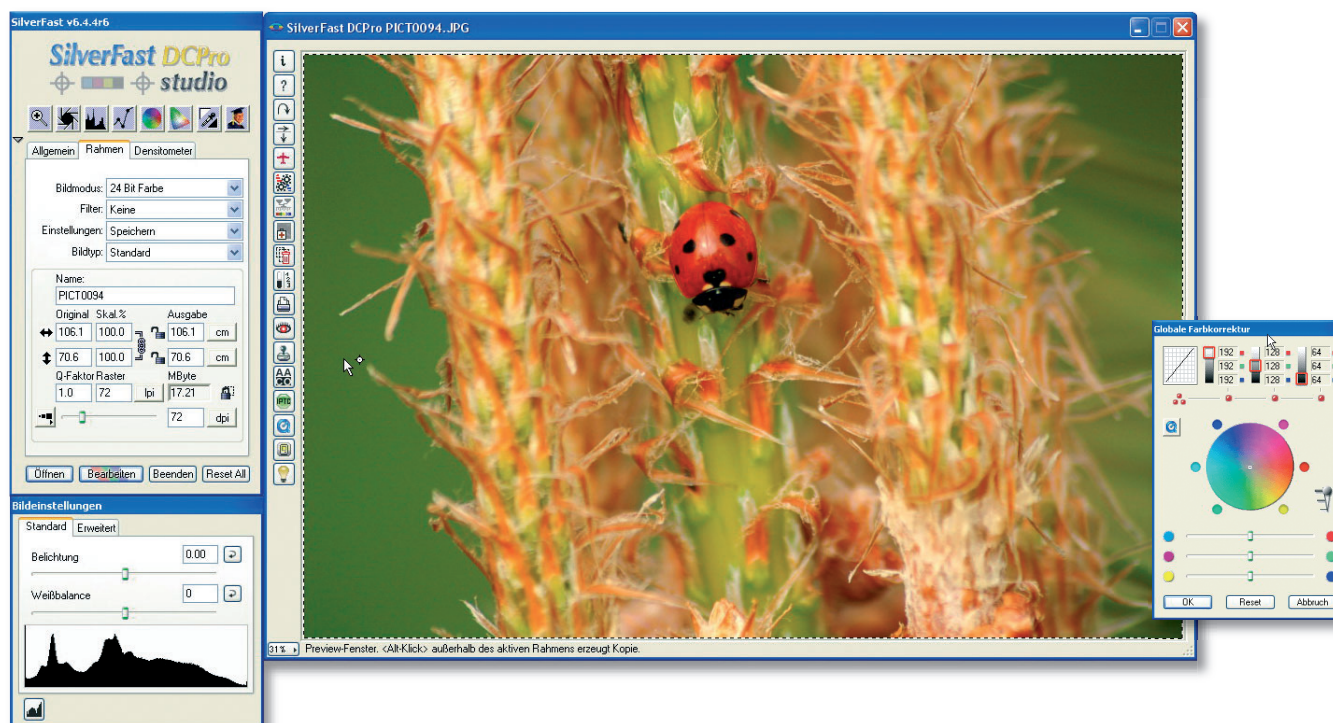 SilverFast v6.4.4r6
SilverFast DCPro
studio
Allgemein Rahmen Densitometer
Bildmodus: 24 Bit Farbe
Filter: Keine
Einstellungen: Speichern
Bildtyp: Standard
Name:
PICT0094
Original Skal.% Ausgabe
106.1 100.0 106.1 cm
70.6 100.0 70.6 cm
Q-Faktor Raster MByte
1.0 72 lpi 17.21
72 dpi
Öffnen Bearbeiten Beenden Reset All
Bildeinstellungen
Standard Erweitert
Belichtung 0.00
Weißbalance 0
SilverFast DCPro PICT0094.JPG
i
?
IPTC
31% Preview-Fenster. <Alt-Klick> außerhalb des aktiven Rahmens erzeugt Kopie.
Globale Farbkorrektur
192 128 64
192 128 64
192 128 64
OK Reset Abbruch